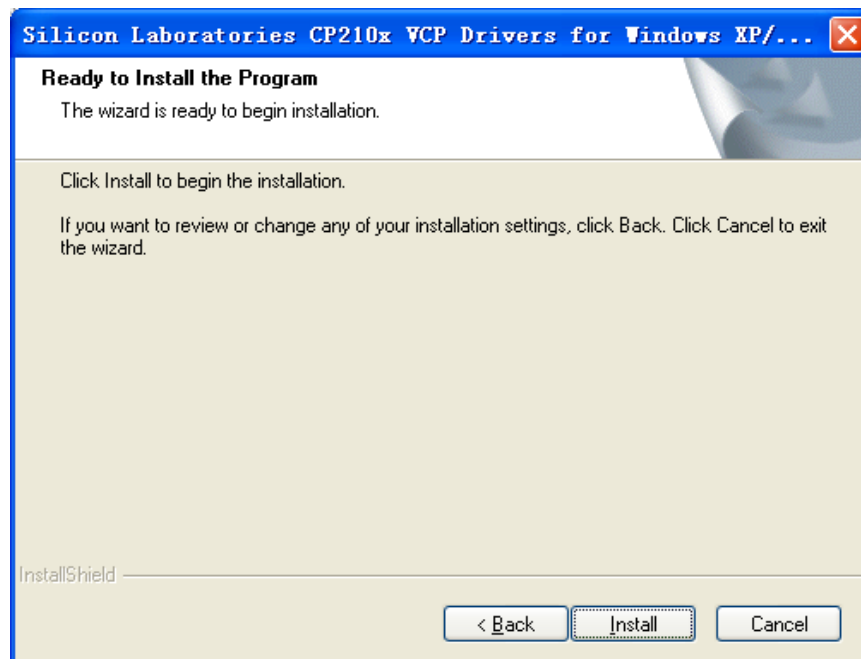 Silicon Laboratories CP210x VCP Drivers for Windows XP/...
Ready to Install the Program
The wizard is ready to begin installation.
Click Install to begin the installation.
If you want to review or change any of your installation settings, click Back. Click Cancel to exit
the wizard.
InstallShield
< Back
Install
Cancel